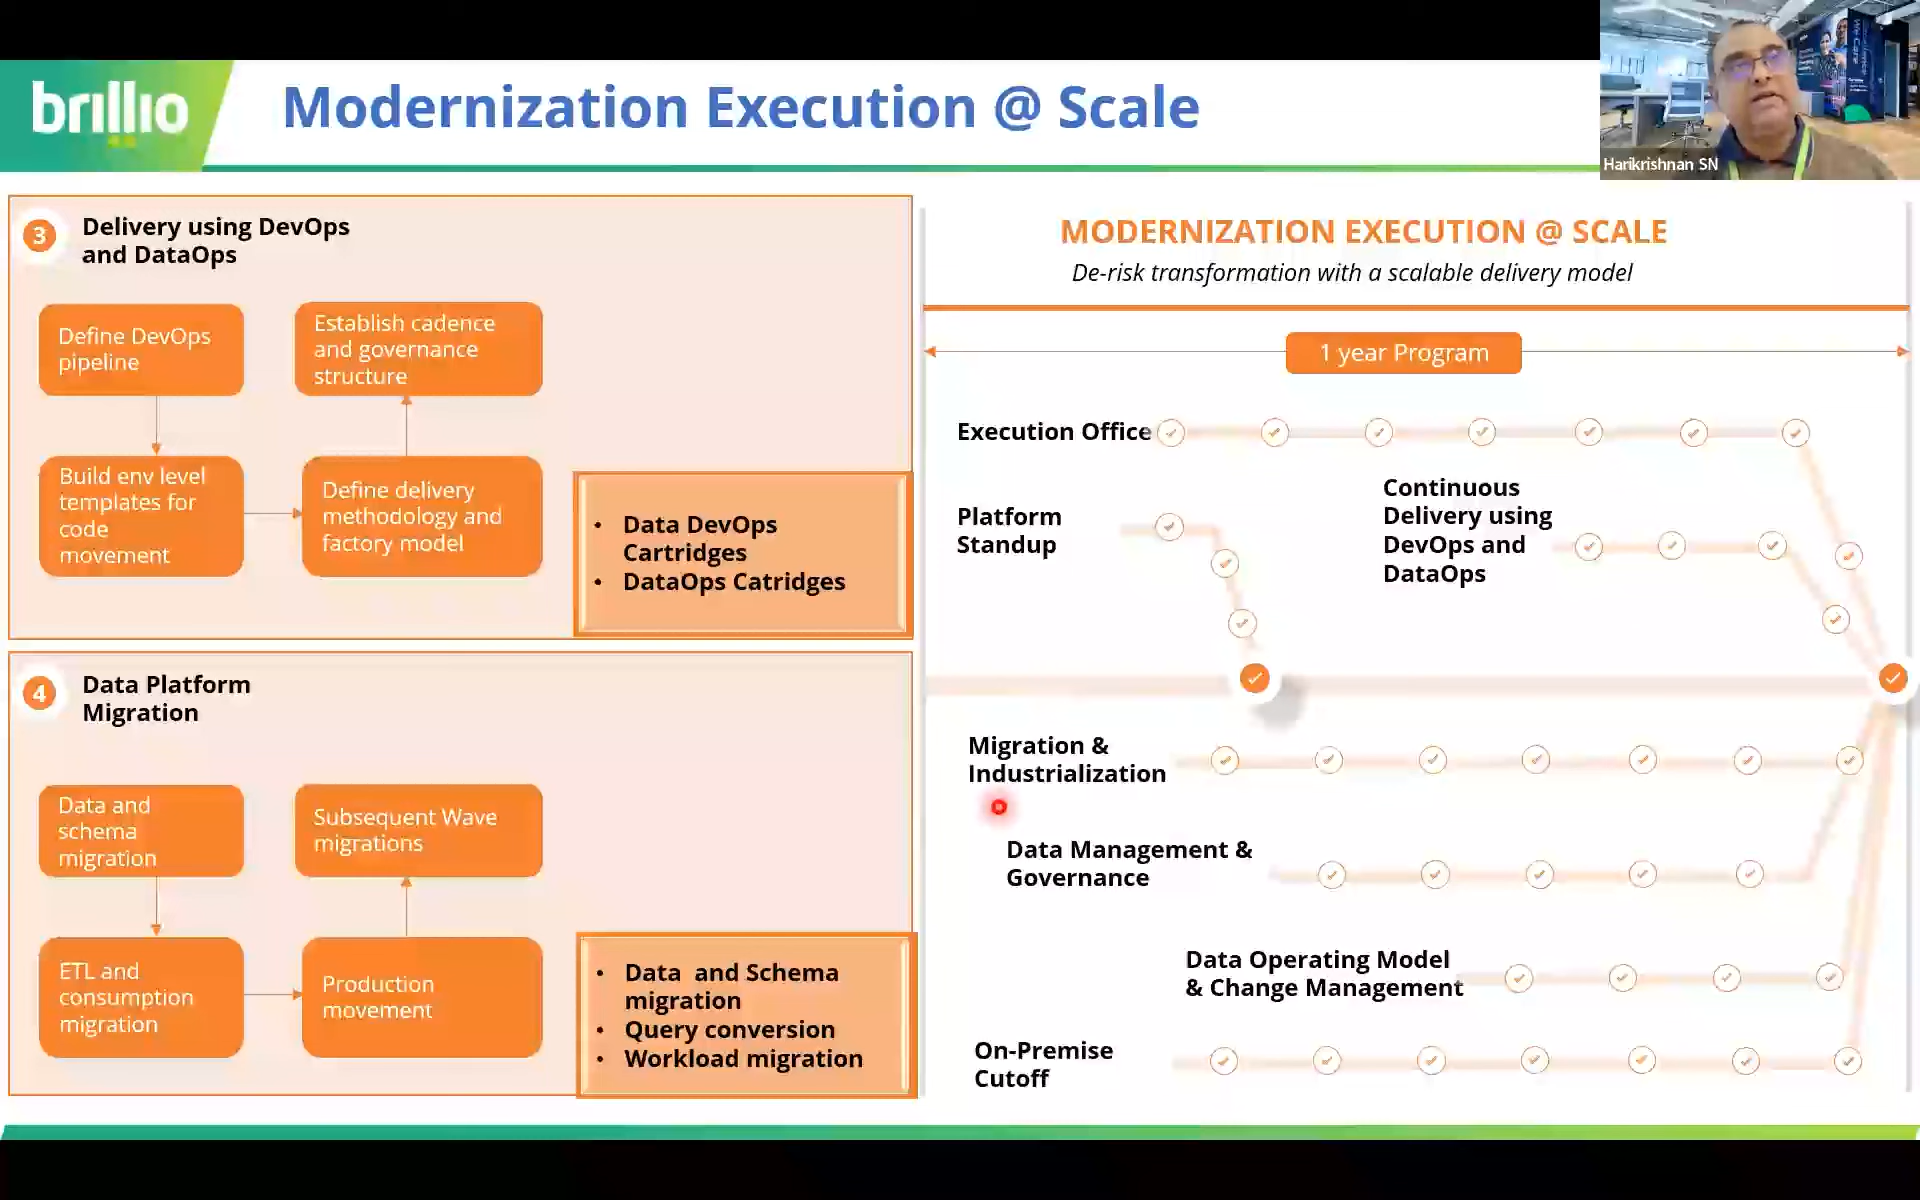 brillio
Modernization Execution @ Scale
Harikrishnan SN
3
Delivery using DevOps
and DataOps
Define DevOps
pipeline
Establish cadence
and governance
structure
Build env level
templates for
code
movement
Define delivery
methodology and
factory model
• Data DevOps
Cartridges
• DataOps Catridges
4
Data Platform
Migration
Data and
schema
migration
Subsequent Wave
migrations
ETL and
consumption
migration
Production
movement
• Data and Schema
migration
• Query conversion
• Workload migration
MODERNIZATION EXECUTION @ SCALE
De-risk transformation with a scalable delivery model
1 year Program
Execution Office
Platform
Standup
Continuous
Delivery using
DevOps and
DataOps
Migration &
Industrialization
Data Management &
Governance
Data Operating Model
& Change Management
On-Premise
Cutoff